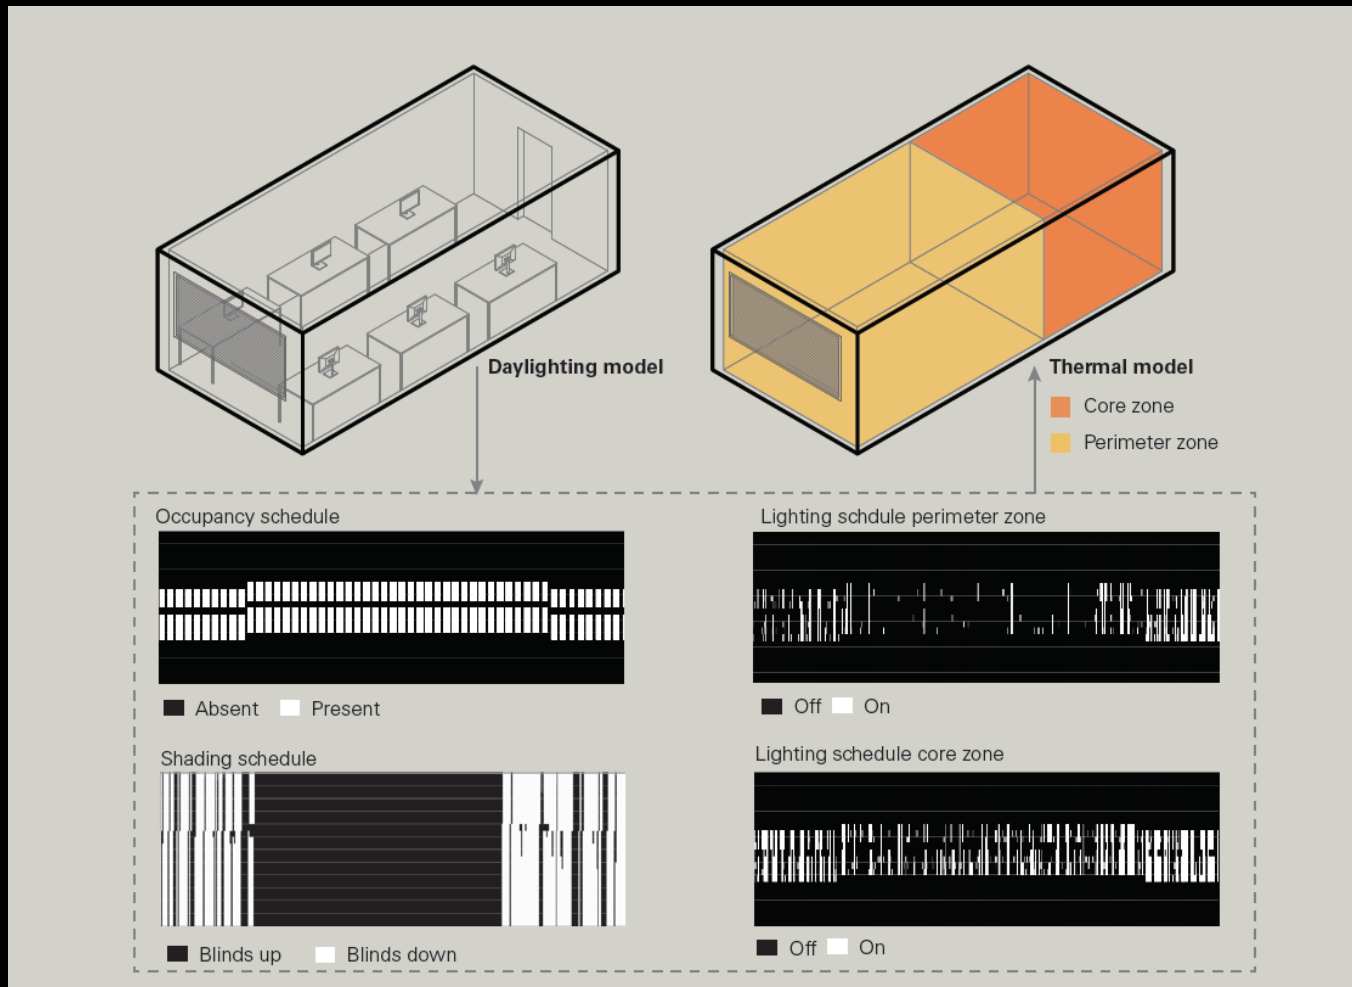 Daylighting model
Thermal model
Core zone
Perimeter zone
Occupancy schedule
Absent
Present
Shading schedule
Blinds up
Blinds down
Lighting schdule perimeter zone
Off
On
Lighting schedule core zone
Off
On